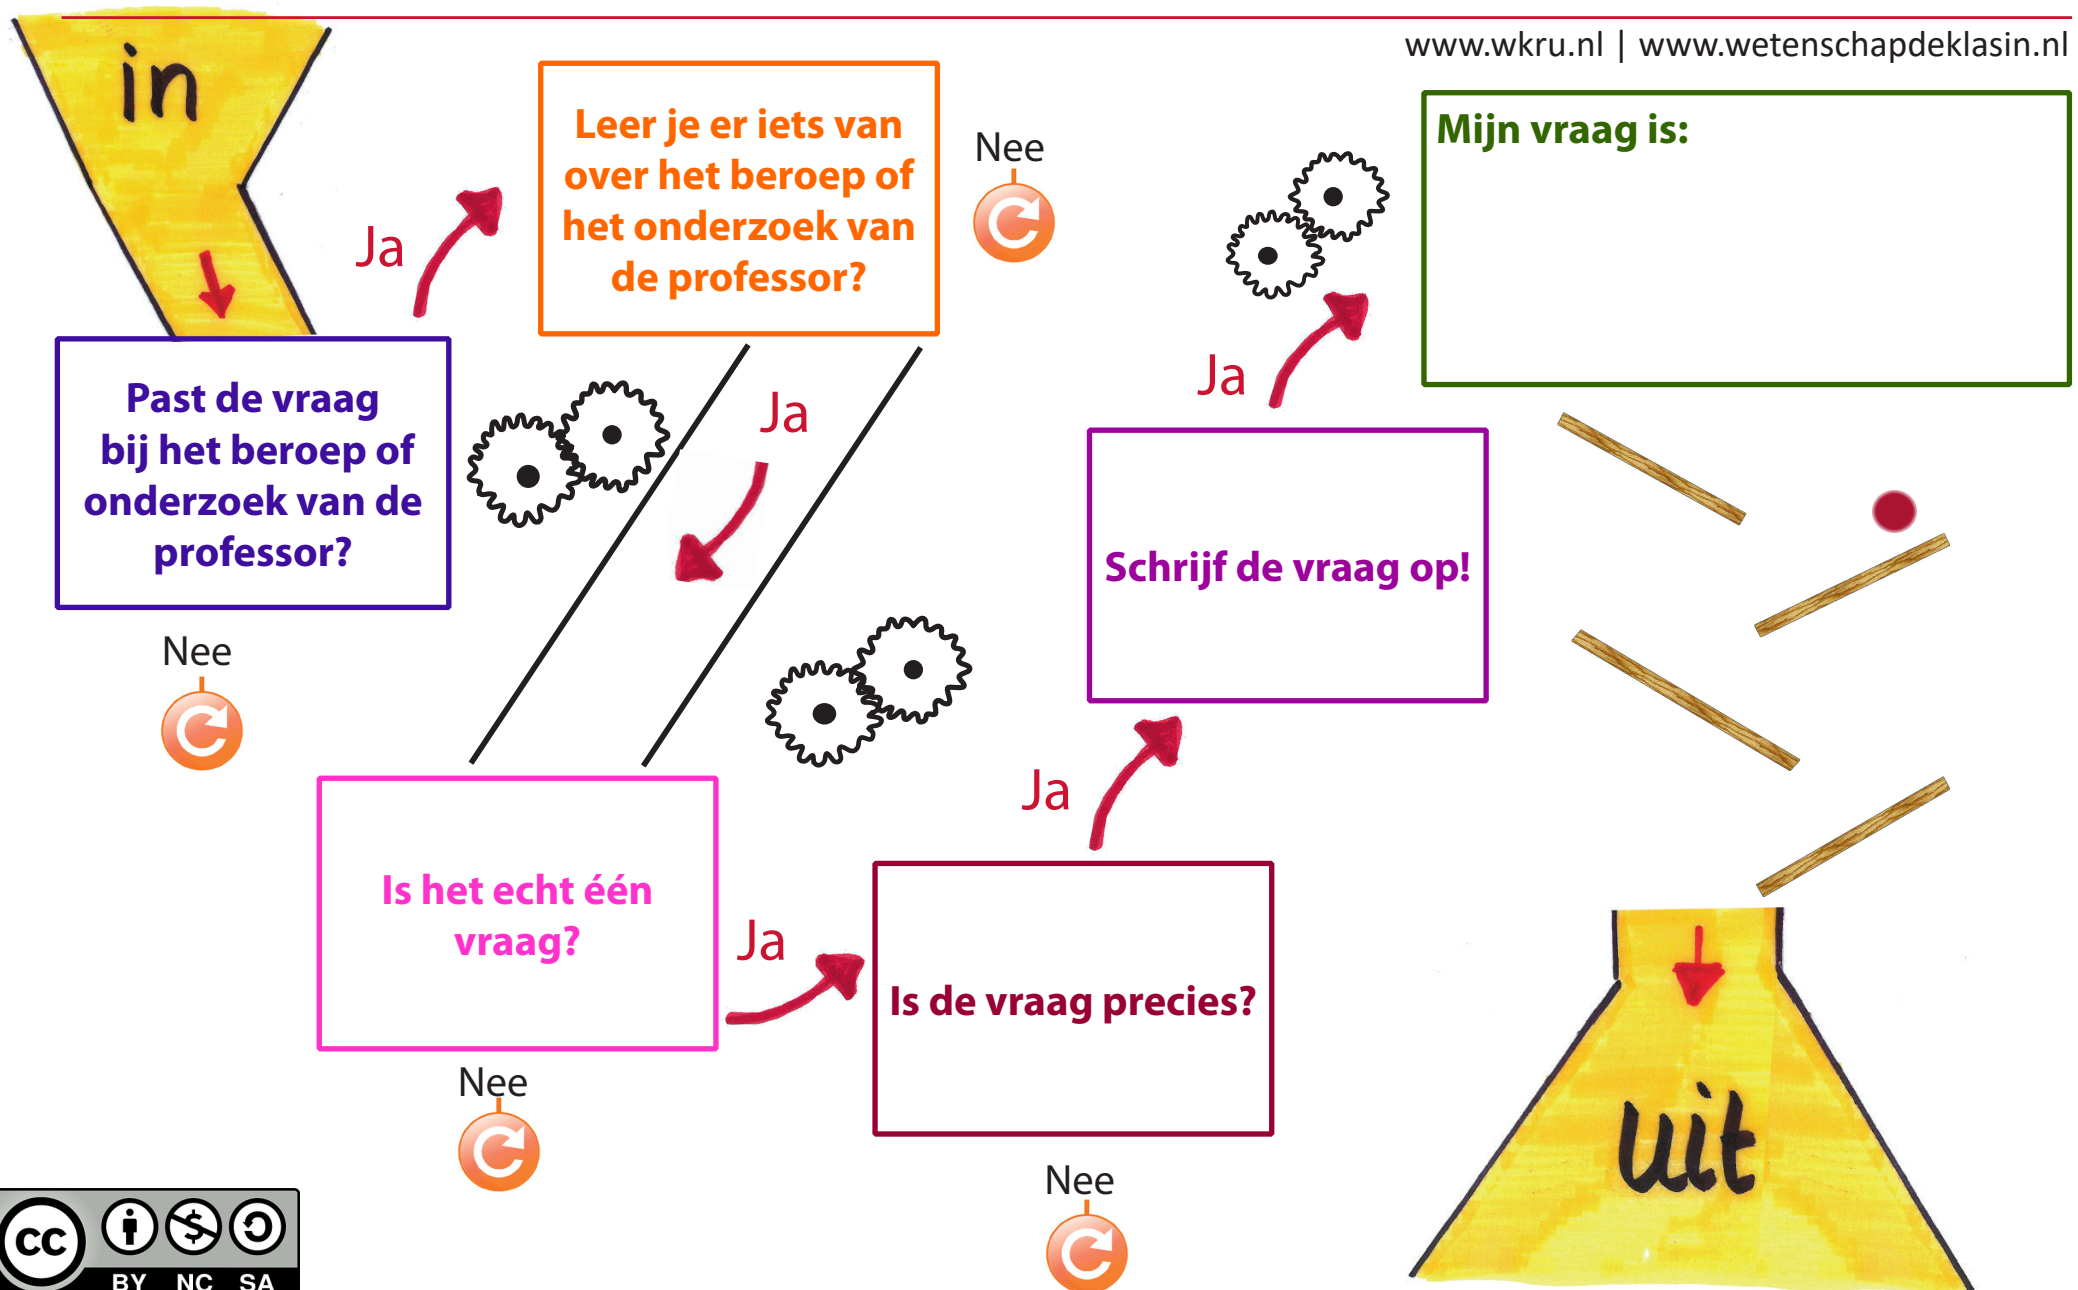 www.wkru.nl | www.wetenschapdeklasin.nl
in
Past de vraag
bij het beroep of
onderzoek van de
professor?
Nee
Ja
Leer je er iets van
over het beroep of
het onderzoek van
de professor?
Nee
Ja
Is het echt één
vraag?
Nee
Ja
Is de vraag precies?
Nee
Ja
Schrijf de vraag op!
Ja
Mijn vraag is:
uit
cc
BY NC SA